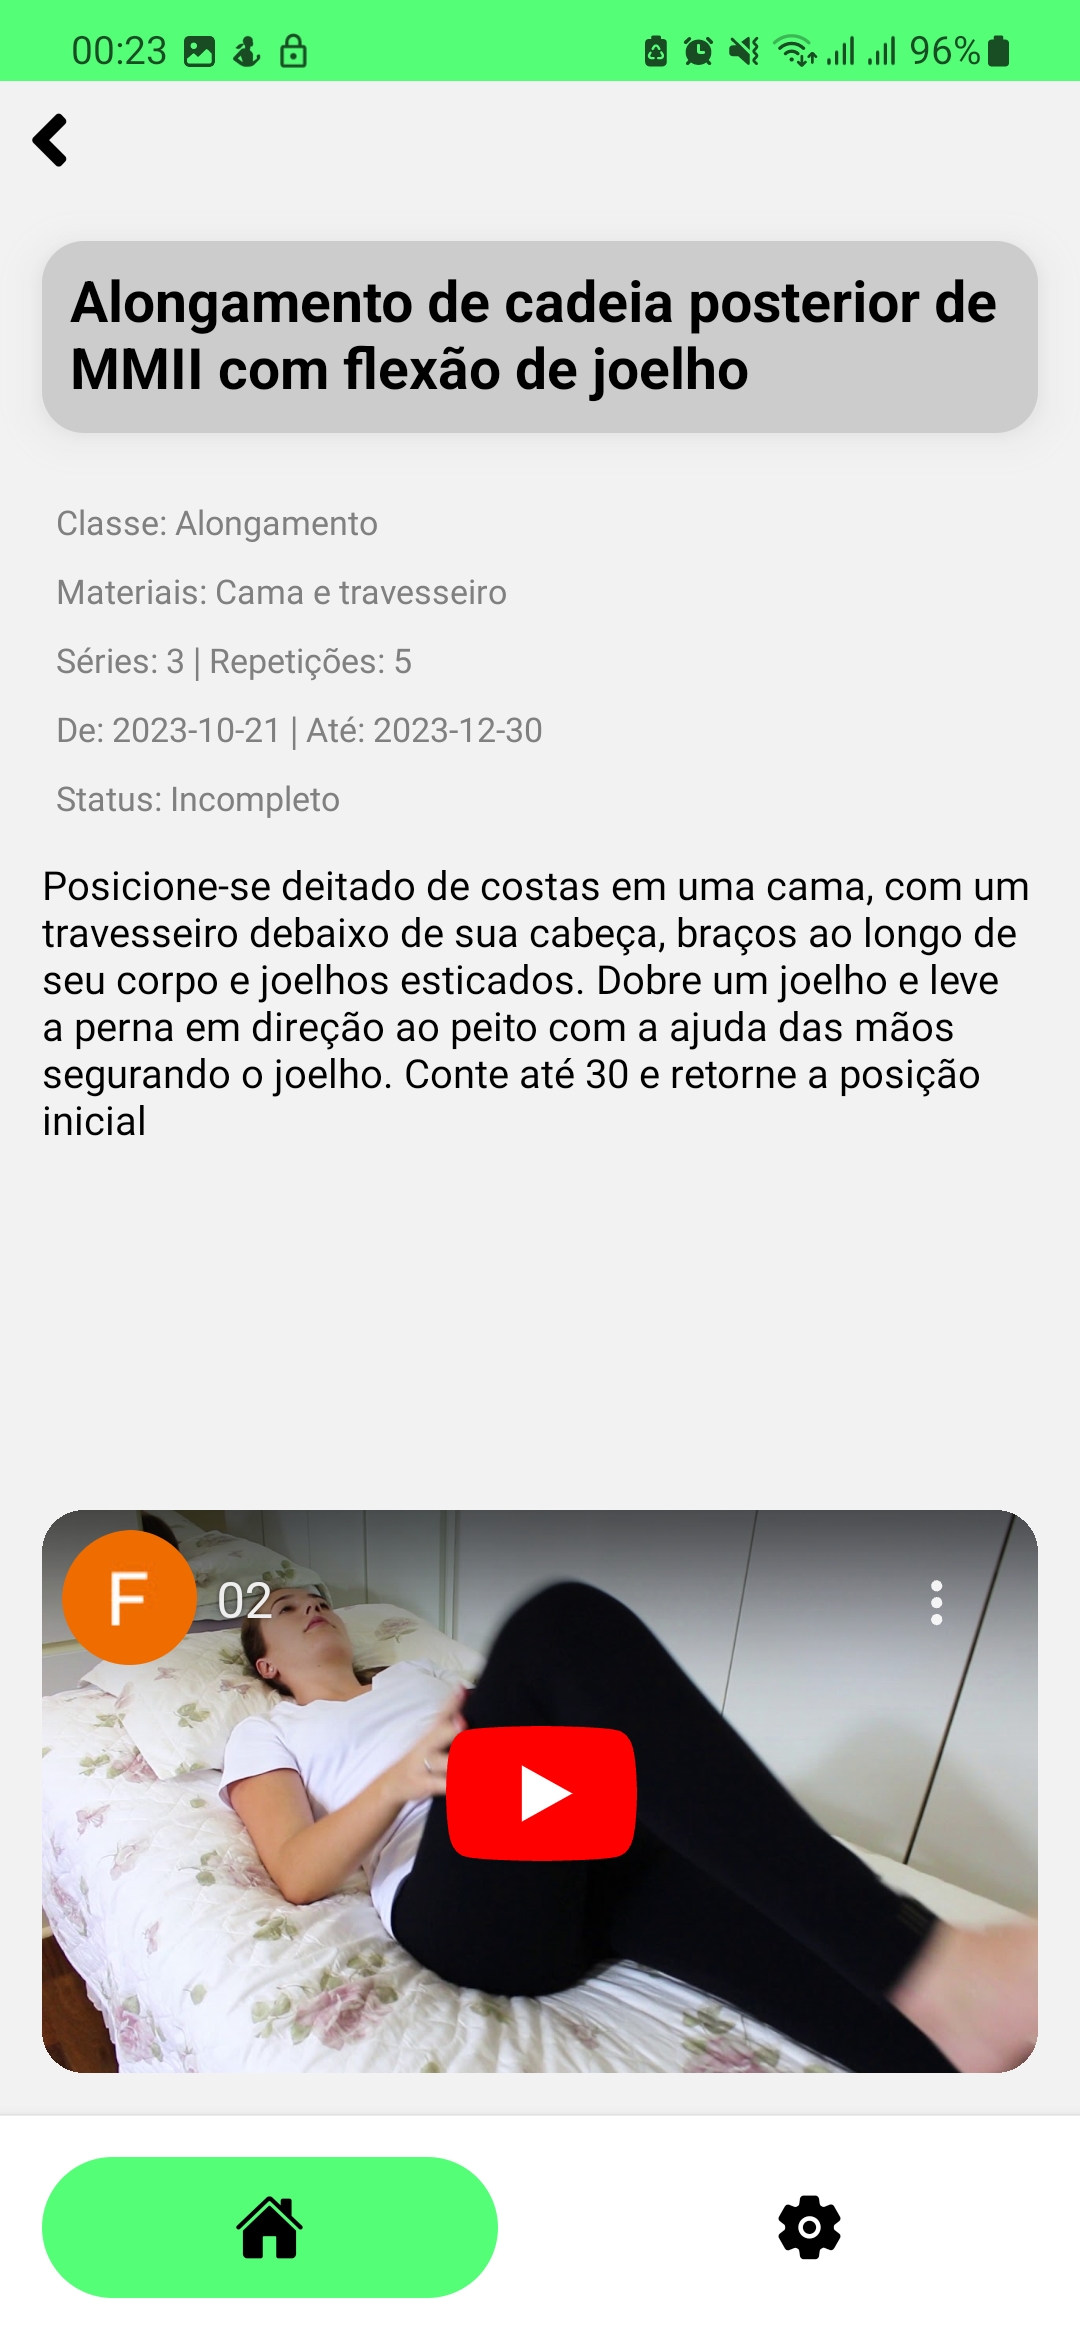 00:23 96%
Alongamento de cadeia posterior de
MMII com flexão de joelho
Classe: Alongamento
Materiais: Cama e travesseiro
Séries: 3 | Repetições: 5
De: 2023-10-21 | Até: 2023-12-30
Status: Incompleto
Posicione-se deitado de costas em uma cama, com um
travesseiro debaixo de sua cabeça, braços ao longo de
seu corpo e joelhos esticados. Dobre um joelho e leve
a perna em direção ao peito com a ajuda das mãos
segurando o joelho. Conte até 30 e retorne a posição
inicial
F 02